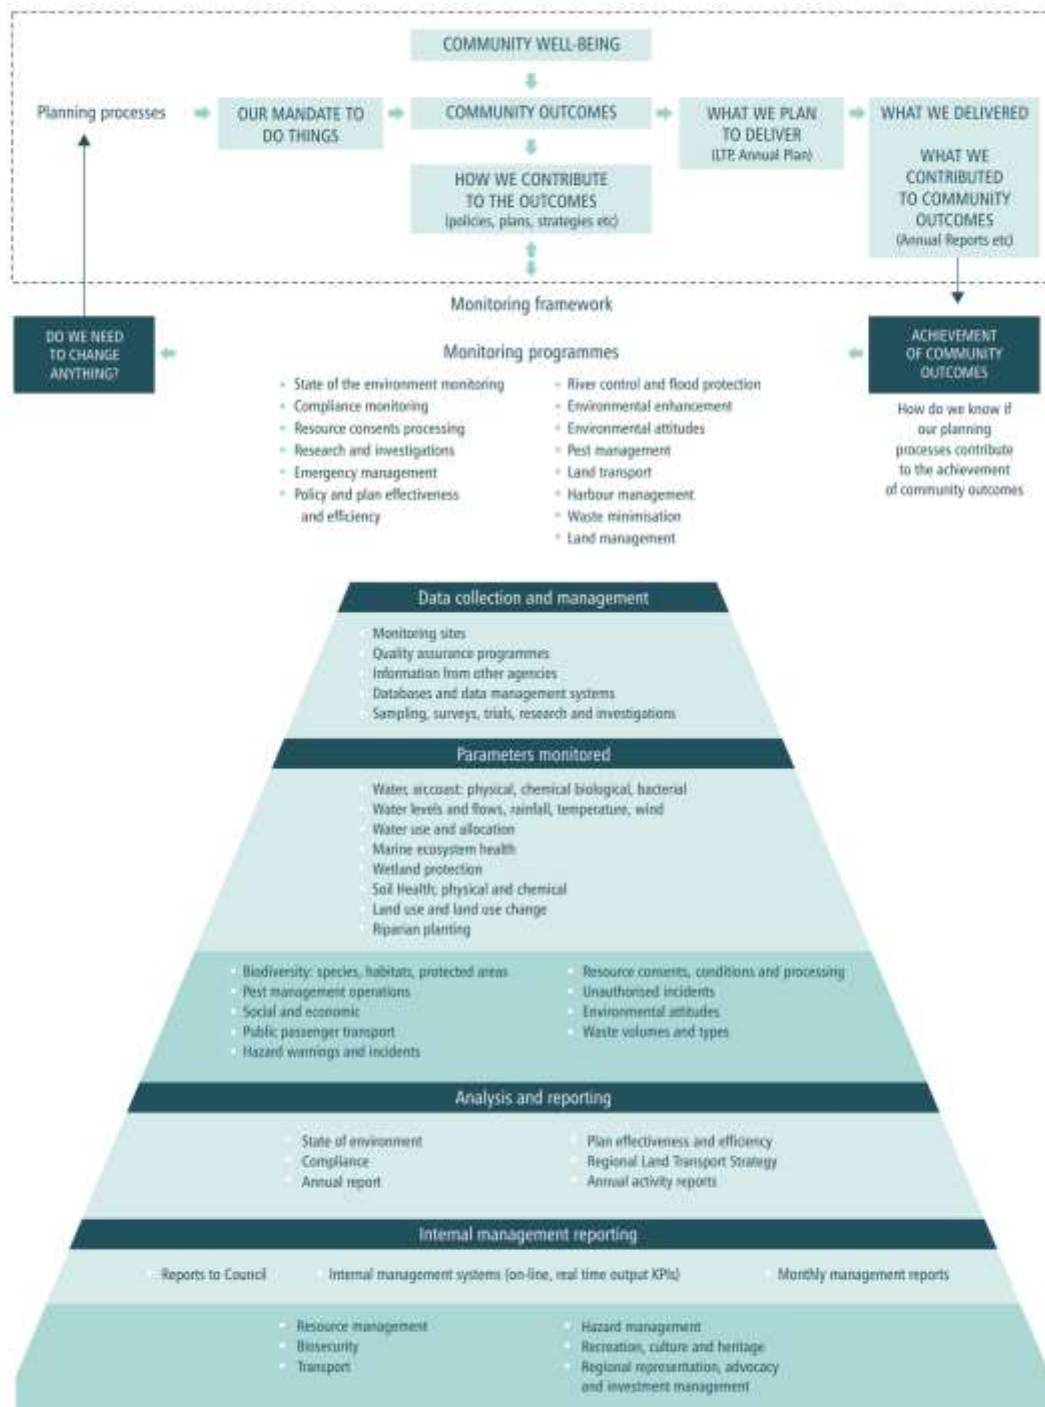 COMMUNITY WELL-BEING
Planning processes
OUR MANDATE TO
DO THINGS
COMMUNITY OUTCOMES
WHAT WE PLAN
TO DELIVER
(LTP, Annual Plan)
WHAT WE DELIVERED
WHAT WE
CONTRIBUTED
TO COMMUNITY
OUTCOMES
(Annual Reports etc)
HOW WE CONTRIBUTE
TO THE OUTCOMES
(policies, plans, strategies etc)
Monitoring framework
DO WE NEED
TO CHANGE
ANYTHING?
Monitoring programmes
• State of the environment monitoring
• Compliance monitoring
• Resource consents processing
• Research and investigations
• Emergency management
• Policy and plan effectiveness
and efficiency
• River control and flood protection
• Environmental enhancement
• Environmental attitudes
• Pest management
• Land transport
• Harbour management
• Waste minimisation
• Land management
ACHIEVEMENT
OF COMMUNITY
OUTCOMES
How do we know if
our planning
processes contribute
to the achievement
of community outcomes
Data collection and management
• Monitoring sites
• Quality assurance programmes
• Information from other agencies
• Databases and data management systems
• Sampling, surveys, trials, research and investigations
Parameters monitored
• Water, air,coast: physical, chemical biological, bacterial
• Water levels and flows, rainfall, temperature, wind
• Water use and allocation
• Marine ecosystem health
• Wetland protection
• Soil Health; physical and chemical
• Land use and land use change
• Riparian planting
• Biodiversity: species, habitats, protected areas
• Pest management operations
• Social and economic
• Public passenger transport
• Hazard warnings and incidents
• Resource consents, conditions and processing
• Unauthorised incidents
• Environmental attitudes
• Waste volumes and types
Analysis and reporting
• State of environment
• Compliance
• Annual report
• Plan effectiveness and efficiency
• Regional Land Transport Strategy
• Annual activity reports
Internal management reporting
• Reports to Council
• Internal management systems (on-line, real time output KPIs)
• Monthly management reports
• Resource management
• Biosecurity
• Transport
• Hazard management
• Recreation, culture and heritage
• Regional representation, advocacy
and investment management